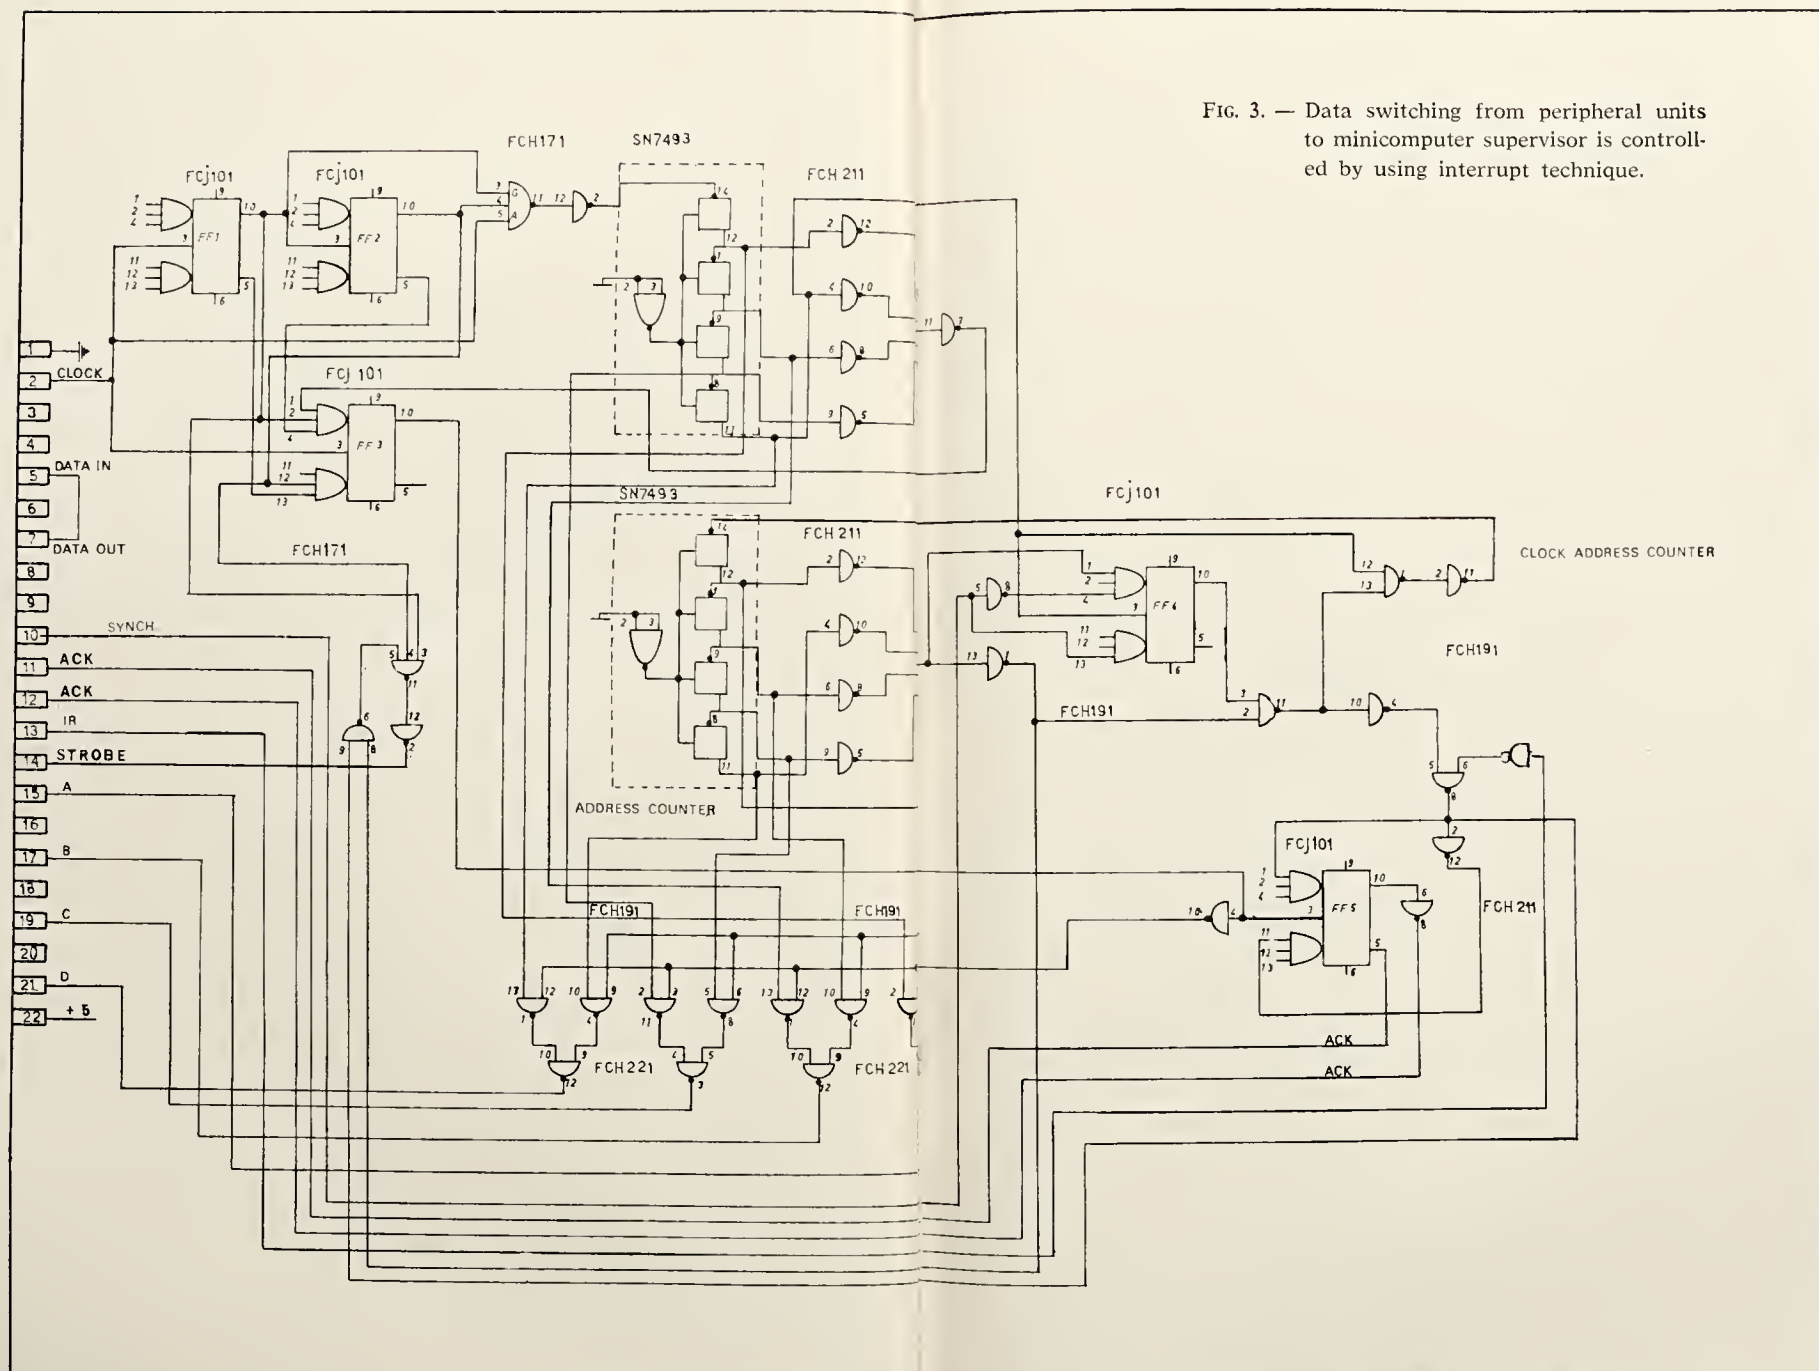 FIG. 3. — Data switching from peripheral units
to minicomputer supervisor is controll-
ed by using interrupt technique.
FCH171
SN7493
FCj101
FCj101
FCH 211
FF1
FF2
G
A
1
2 CLOCK
3
4
5 DATA IN
6
7
DATA OUT
8
9
10 SYNCH
11 ACK
12 ACK
13 IR
14 STROBE
15 A
16
17 B
18
19 C
20
21 D
22 + 5
FCj 101
FF3
FCH171
SN7493
FCH 211
ADDRESS COUNTER
FCj101
FF4
CLOCK ADDRESS COUNTER
FCH191
FCH191
FCj101
FF5
FCH 211
FCH191
FCH191
FCH221
FCH221
ACK
ACK